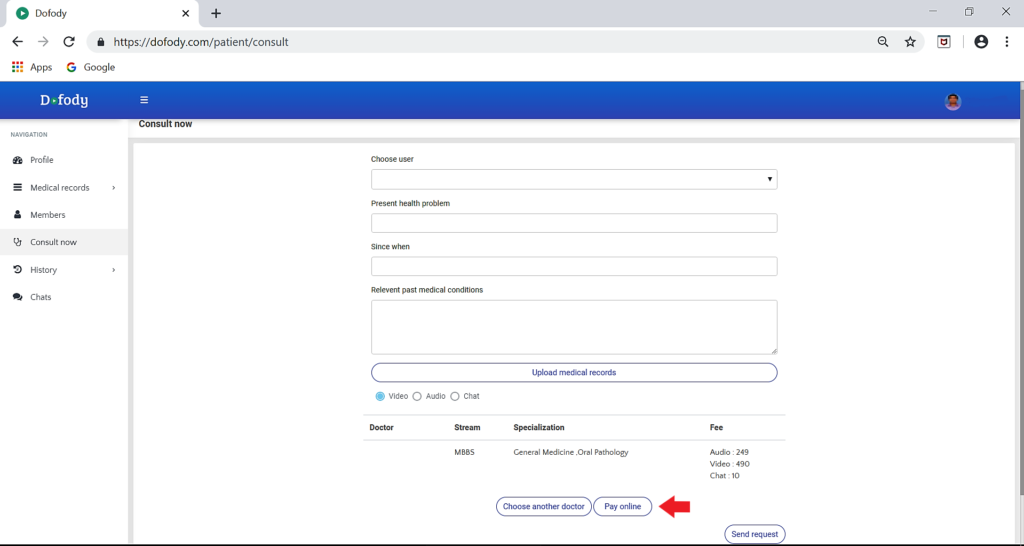 Dofody
https://dofody.com/patient/consult
Apps
Google
Dofody
Consult now
NAVIGATION
Profile
Medical records
Members
Consult now
History
Chats
Choose user
Present health problem
Since when
Relevent past medical conditions
Upload medical records
Video Audio Chat
Doctor Stream Specialization Fee
MBBS General Medicine ,Oral Pathology Audio : 249
Video : 490
Chat : 10
Choose another doctor Pay online
Send request